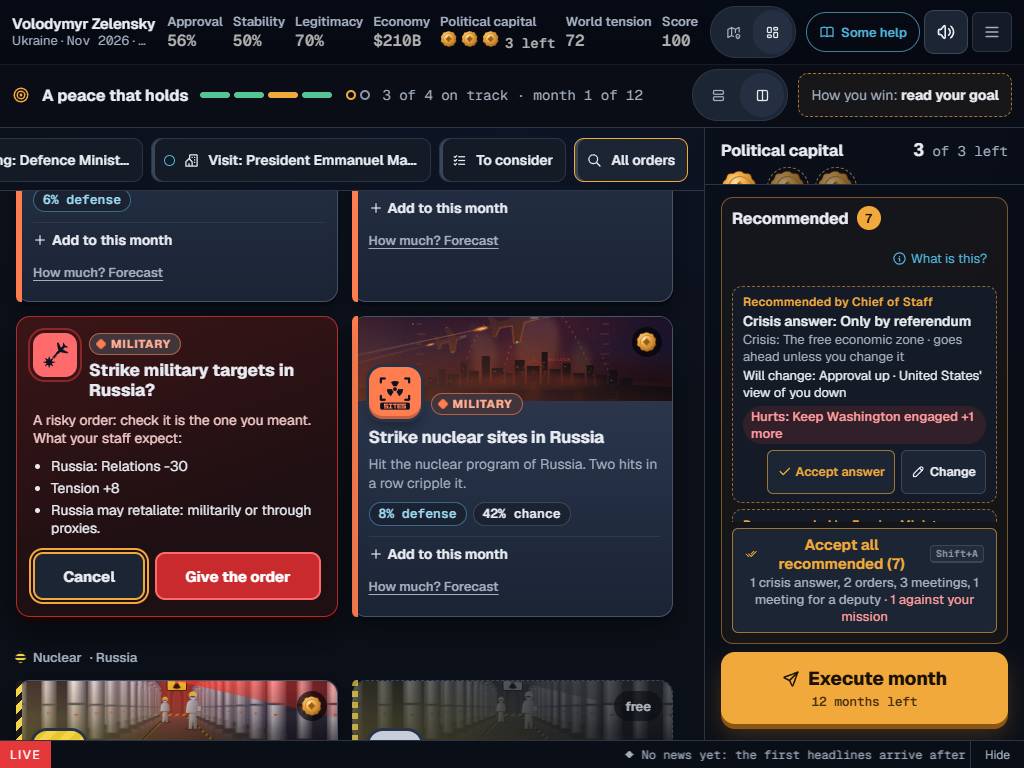 Volodymyr Zelensky
Ukraine · Nov 2026 · …
Approval
56%
Stability
50%
Legitimacy
70%
Economy
$210B
Political capital
3 left
World tension
72
Score
100
Some help
A peace that holds
3 of 4 on track · month 1 of 12
How you win: read your goal
ng: Defence Minist…
Visit: President Emmanuel Ma…
To consider
All orders
Political capital
3 of 3 left
6% defense
+ Add to this month
How much? Forecast
+ Add to this month
How much? Forecast
MILITARY
Strike military targets in
Russia?
A risky order: check it is the one you meant.
What your staff expect:
• Russia: Relations -30
• Tension +8
• Russia may retaliate: militarily or through
proxies.
Cancel
Give the order
SITES
MILITARY
Strike nuclear sites in Russia
Hit the nuclear program of Russia. Two hits in
a row cripple it.
8% defense
42% chance
+ Add to this month
How much? Forecast
Nuclear · Russia
free
Recommended 7
What is this?
Recommended by Chief of Staff
Crisis answer: Only by referendum
Crisis: The free economic zone · goes
ahead unless you change it
Will change: Approval up · United States'
view of you down
Hurts: Keep Washington engaged +1
more
Accept answer
Change
Accept all
recommended (7)
Shift+A
1 crisis answer, 2 orders, 3 meetings, 1
meeting for a deputy · 1 against your
mission
Execute month
12 months left
LIVE
◆ No news yet: the first headlines arrive after
Hide